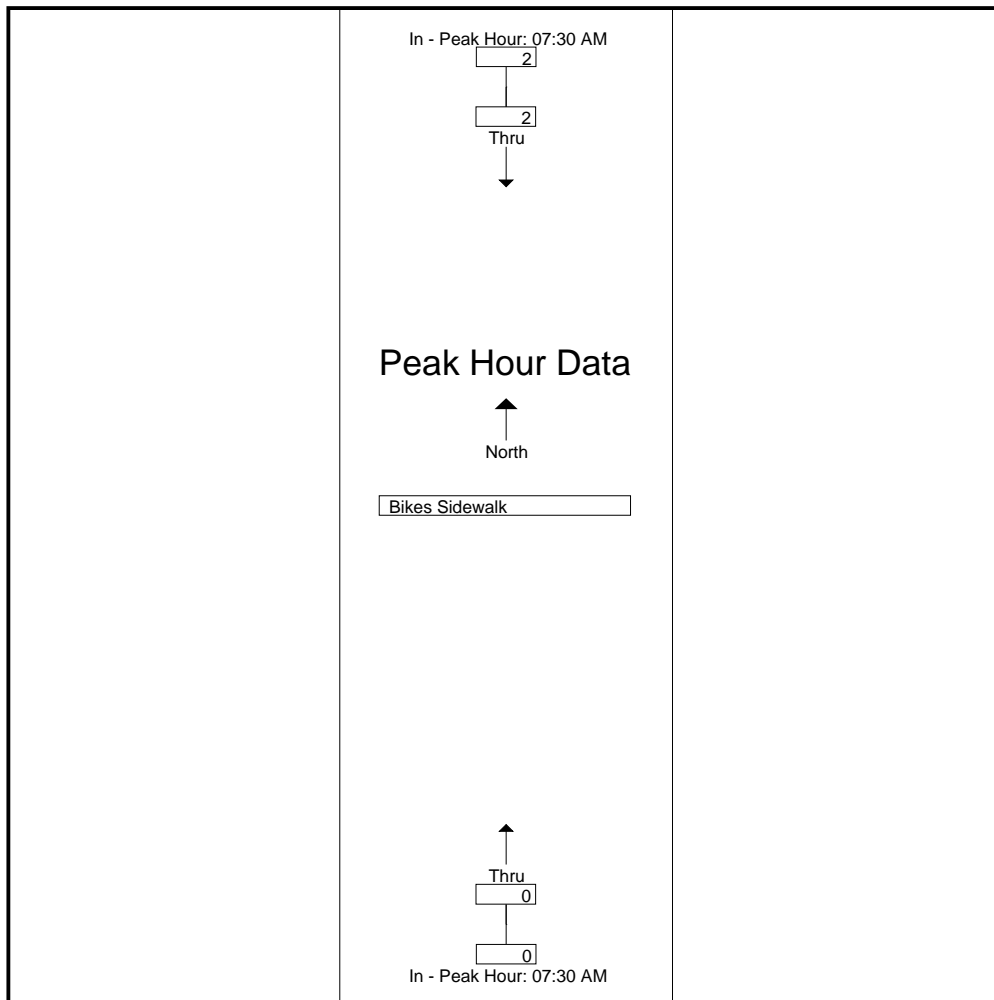 In - Peak Hour: 07:30 AM
2
2
Thru
Peak Hour Data
North
Bikes Sidewalk
Thru
0
0
In - Peak Hour: 07:30 AM